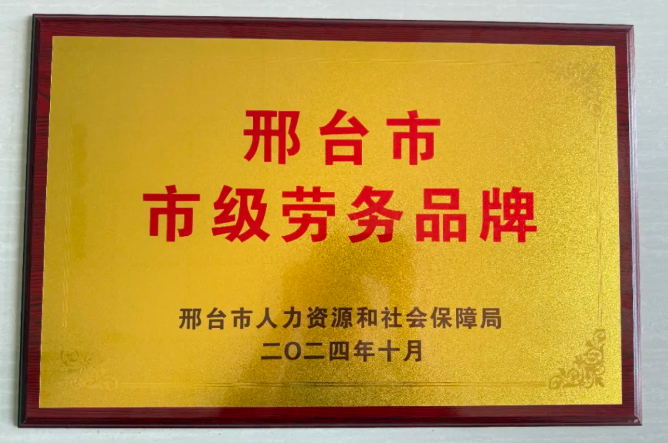 邢台市
市级劳务品牌
邢台市人力资源和社会保障局
二〇二四年十月